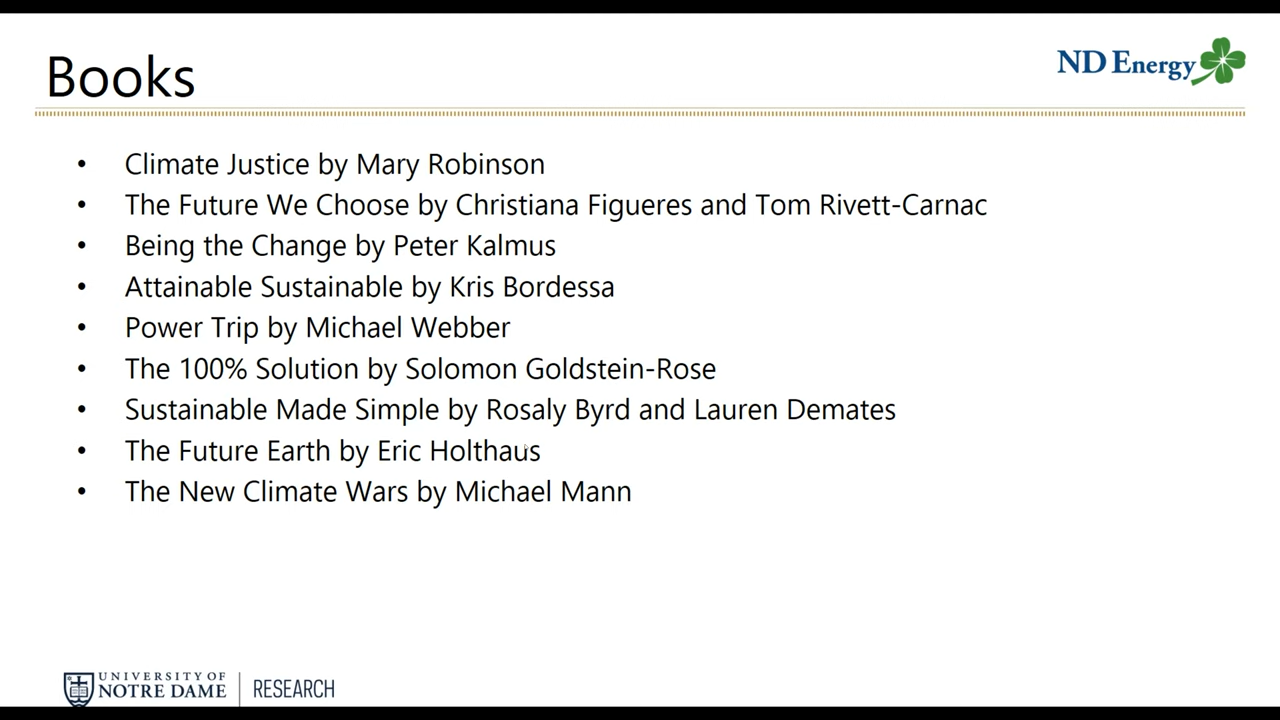 Books
ND Energy
• Climate Justice by Mary Robinson
• The Future We Choose by Christiana Figueres and Tom Rivett-Carnac
• Being the Change by Peter Kalmus
• Attainable Sustainable by Kris Bordessa
• Power Trip by Michael Webber
• The 100% Solution by Solomon Goldstein-Rose
• Sustainable Made Simple by Rosaly Byrd and Lauren Demates
• The Future Earth by Eric Holthaus
• The New Climate Wars by Michael Mann
UNIVERSITY OF
NOTRE DAME
RESEARCH